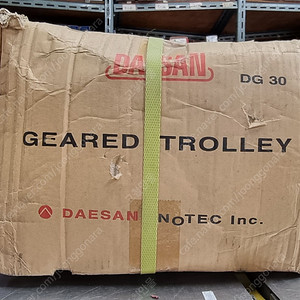 DAESAN
DG 30
GEARED TROLLEY
DAESAN NOTEC Inc.